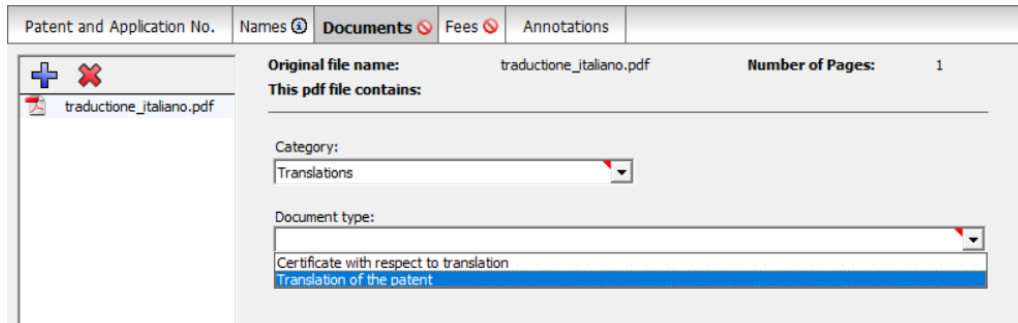 Patent and Application No. Names Documents Fees Annotations
Original file name: traductione_italiano.pdf Number of Pages: 1
This pdf file contains:
traductione_italiano.pdf
Category:
Translations
Document type:
Certificate with respect to translation
Translation of the patent